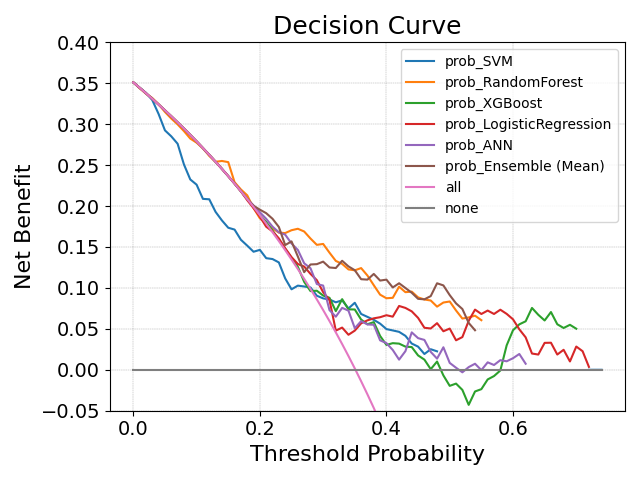 Decision Curve
0.40
0.35
0.30
0.25
0.20
0.15
0.10
0.05
0.00
−0.05
Net Benefit
prob_SVM
prob_RandomForest
prob_XGBoost
prob_LogisticRegression
prob_ANN
prob_Ensemble (Mean)
all
none
0.0
0.2
0.4
0.6
Threshold Probability